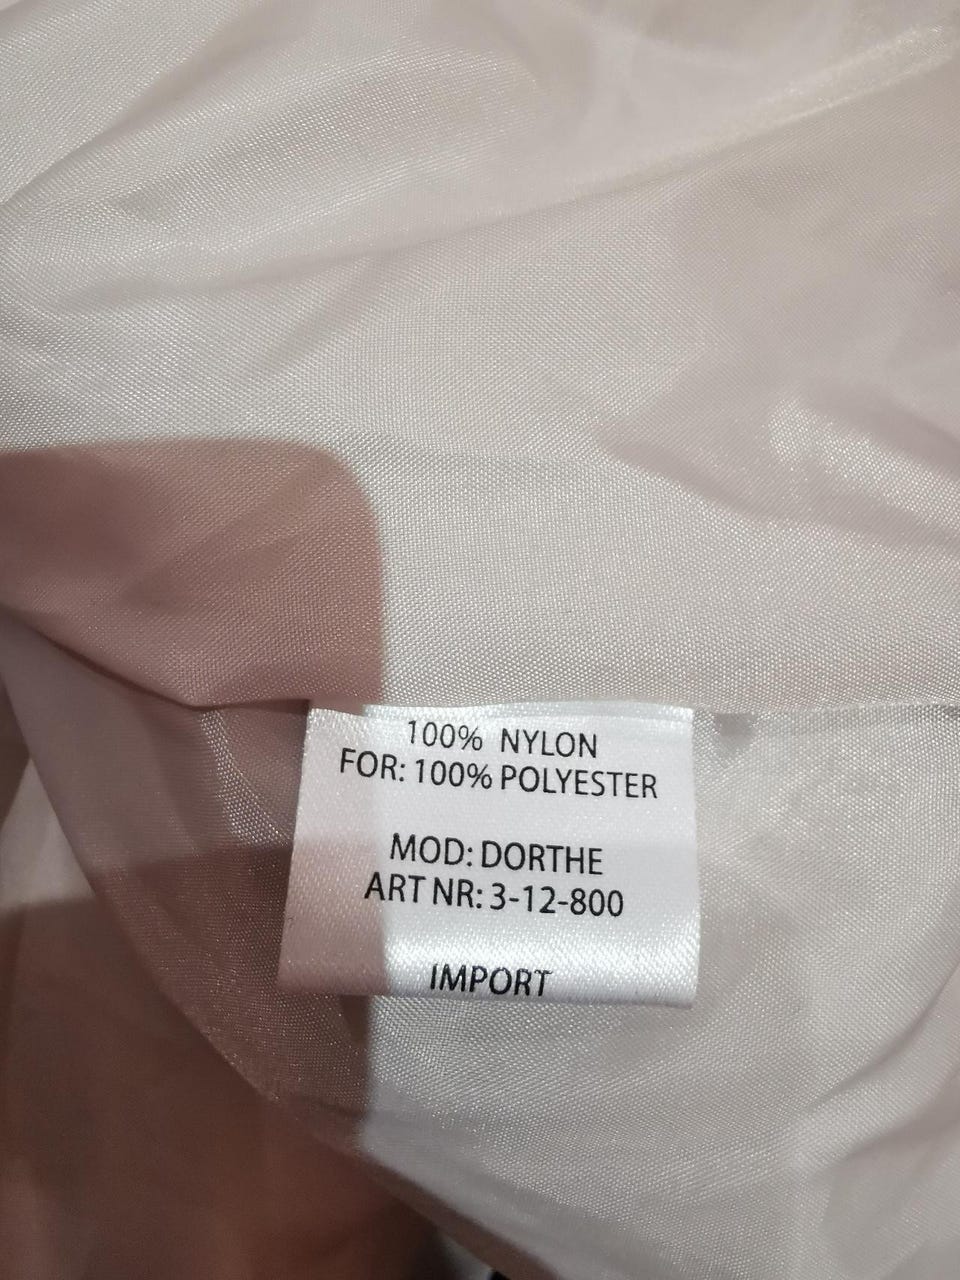 100% NYLON
FOR: 100% POLYESTER
MOD: DORTHE
ART NR: 3-12-800
IMPORT